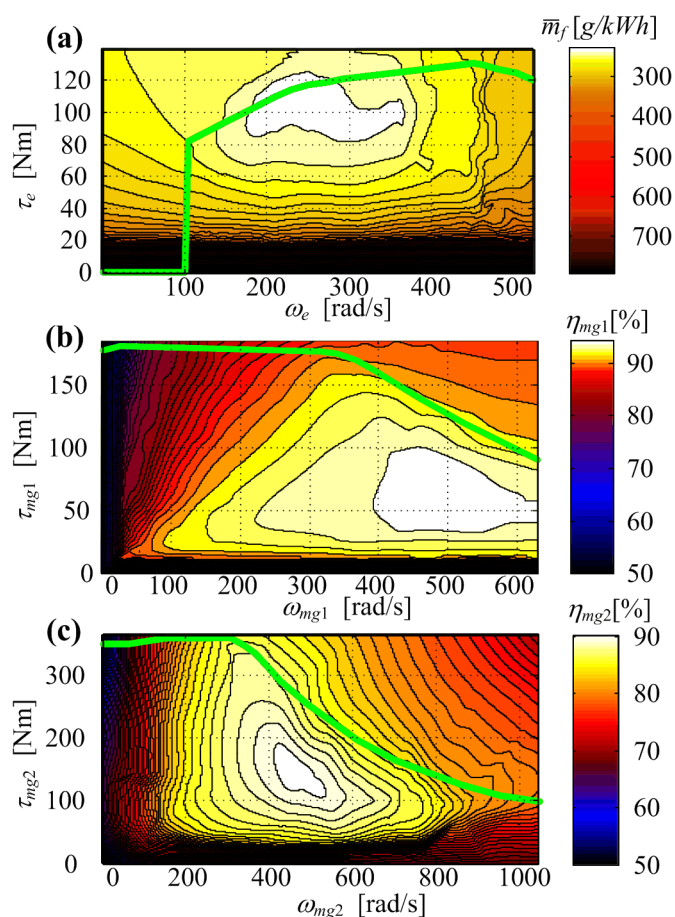 (a)
m̅f [g/kWh]
120
100
80
60
40
20
0
τe [Nm]
100 200 300 400 500
ωe [rad/s]
300
400
500
600
700
(b)
ηmg1[%]
150
100
50
0
τmg1 [Nm]
0 100 200 300 400 500 600
ωmg1 [rad/s]
90
80
70
60
50
(c)
ηmg2[%]
300
200
100
0
τmg2 [Nm]
0 200 400 600 800 1000
ωmg2 [rad/s]
90
80
70
60
50